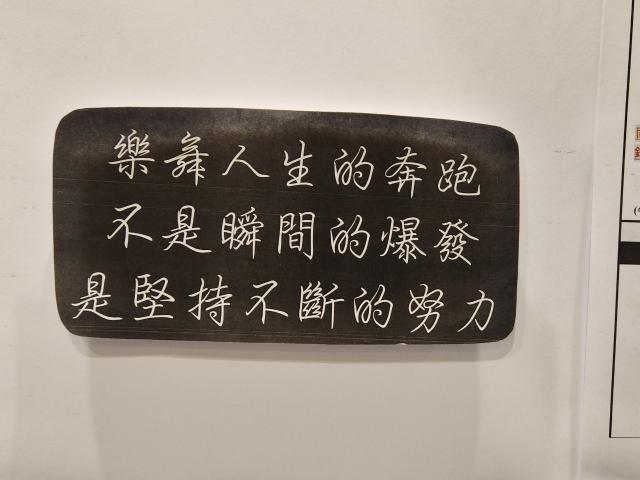 樂舞人生的奔跑
不是瞬間的爆發
是堅持不斷的努力